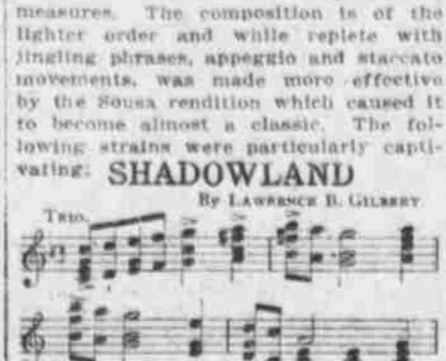 measures. The composition is of the
lighter order and while replete with
jingling phrases, appeggio and staccato
movements, was made more effective
by the Sousa rendition which caused it
to become almost a classic. The fol-
lowing strains were particularly capti-
vating:
SHADOWLAND
By LAWRENCE B. GILBERT
TRIO.